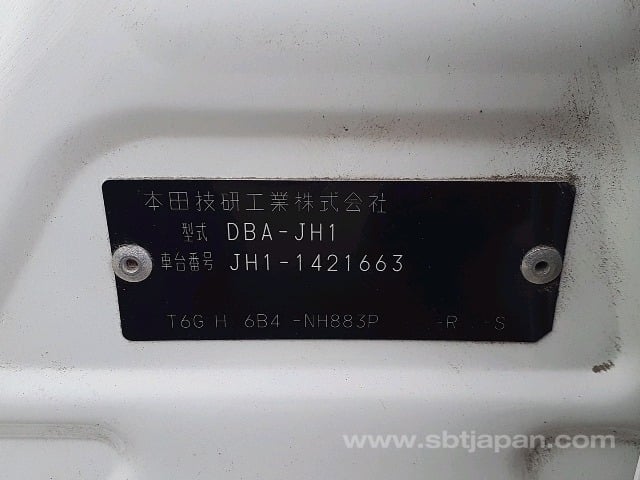 本田技研工業株式会社
型式 DBA-JH1
車台番号 JH1-1421663
T6G H 6B4 -NH883P -R -S
www.sbtjapan.com